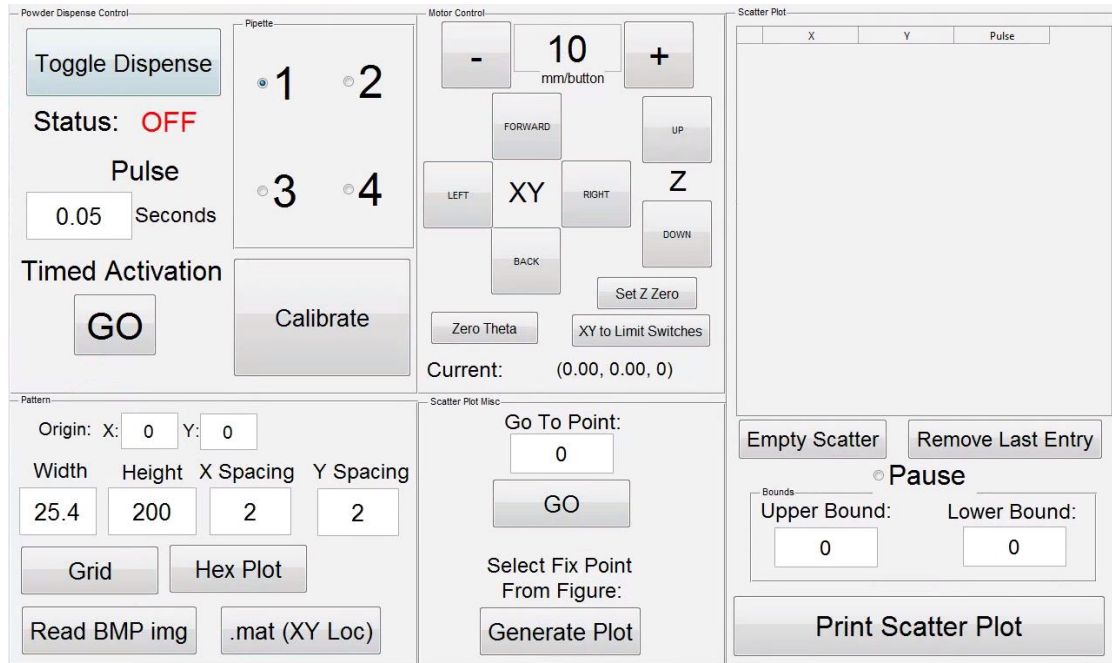 Powder Dispense Control
Toggle Dispense
Status: OFF
Pulse
0.05 Seconds
Timed Activation
GO
Pipette
1 2
3 4
Calibrate
Motor Control
- 10 +
mm/button
FORWARD
LEFT XY RIGHT
BACK
UP
Z
DOWN
Set Z Zero
Zero Theta XY to Limit Switches
Current: (0.00, 0.00, 0)
Scatter Plot
X Y Pulse
Pattern
Origin: X: 0 Y: 0
Width Height X Spacing Y Spacing
25.4 200 2 2
Grid Hex Plot
Read BMP img .mat (XY Loc)
Scatter Plot Misc
Go To Point:
0
GO
Select Fix Point
From Figure:
Generate Plot
Empty Scatter Remove Last Entry
Pause
Bounds
Upper Bound: Lower Bound:
0 0
Print Scatter Plot